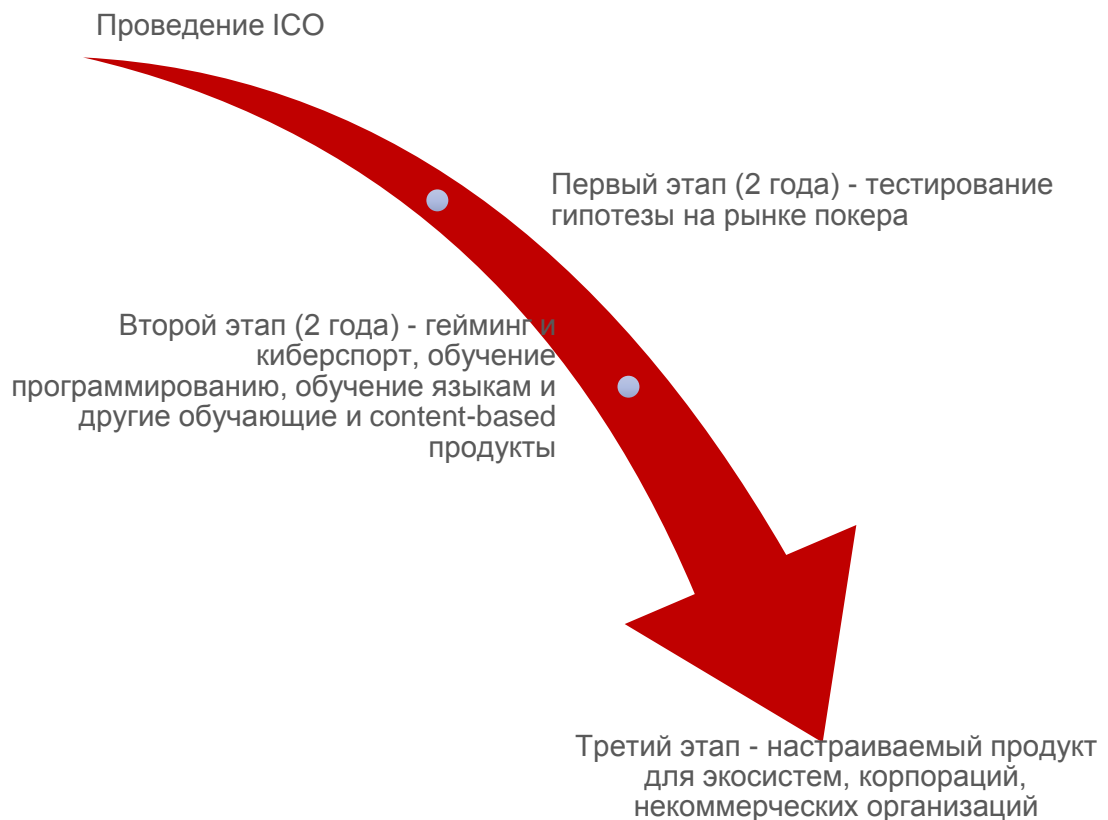 Проведение ICO
Первый этап (2 года) - тестирование
гипотезы на рынке покера
Второй этап (2 года) - гейминг и
киберспорт, обучение
программированию, обучение языкам и
другие обучающие и content-based
продукты
Третий этап - настраиваемый продукт
для экосистем, корпораций,
некоммерческих организаций